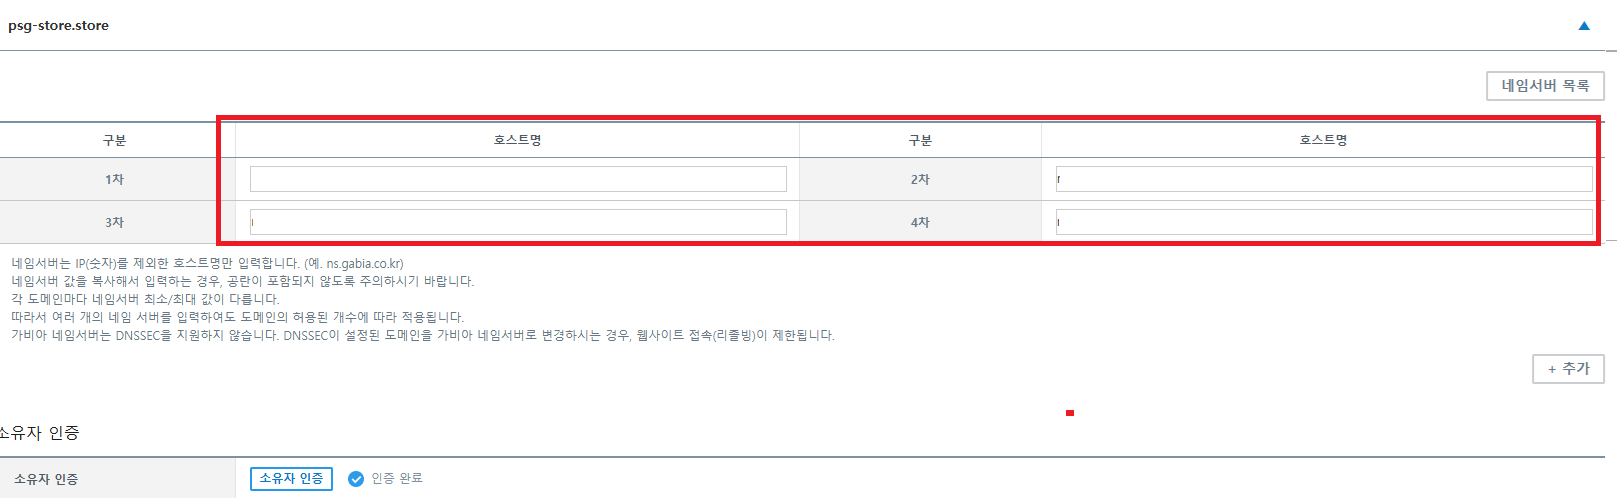 psg-store.store
네임서버 목록
구분 호스트명 구분 호스트명
1차 2차
3차 4차
네임서버는 IP(숫자)를 제외한 호스트명만 입력합니다. (예. ns.gabia.co.kr)
네임서버 값을 복사해서 입력하는 경우, 공란이 포함되지 않도록 주의하시기 바랍니다.
각 도메인마다 네임서버 최소/최대 값이 다릅니다.
따라서 여러 개의 네임 서버를 입력하여도 도메인의 허용된 개수에 따라 적용됩니다.
가비아 네임서버는 DNSSEC을 지원하지 않습니다. DNSSEC이 설정된 도메인을 가비아 네임서버로 변경하시는 경우, 웹사이트 접속(리졸빙)이 제한됩니다.
+ 추가
소유자 인증
소유자 인증 소유자 인증 인증 완료